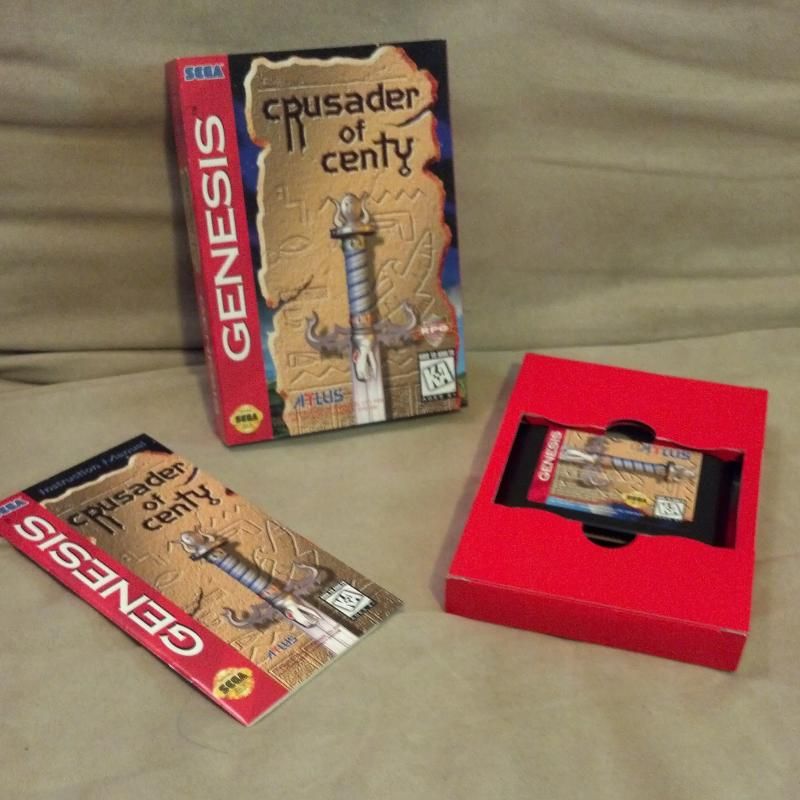 SEGA
GENESIS
crusader
of
centy
RPG
K-A
ATLUS
SEGA
Instruction Manual
SEGA
GENESIS
crusader
of
centy
K-A
ATLUS
SEGA
GENESIS
ATLUS
SEGA
K-A